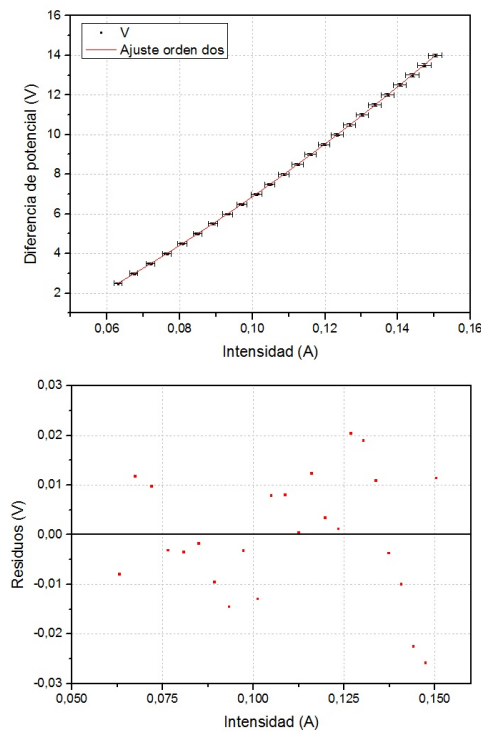 16
14
12
10
8
6
4
2
V
Ajuste orden dos
Diferencia de potencial (V)
0,06 0,08 0,10 0,12 0,14 0,16
Intensidad (A)
0,03
0,02
0,01
0,00
-0,01
-0,02
-0,03
Residuos (V)
0,050 0,075 0,100 0,125 0,150
Intensidad (A)